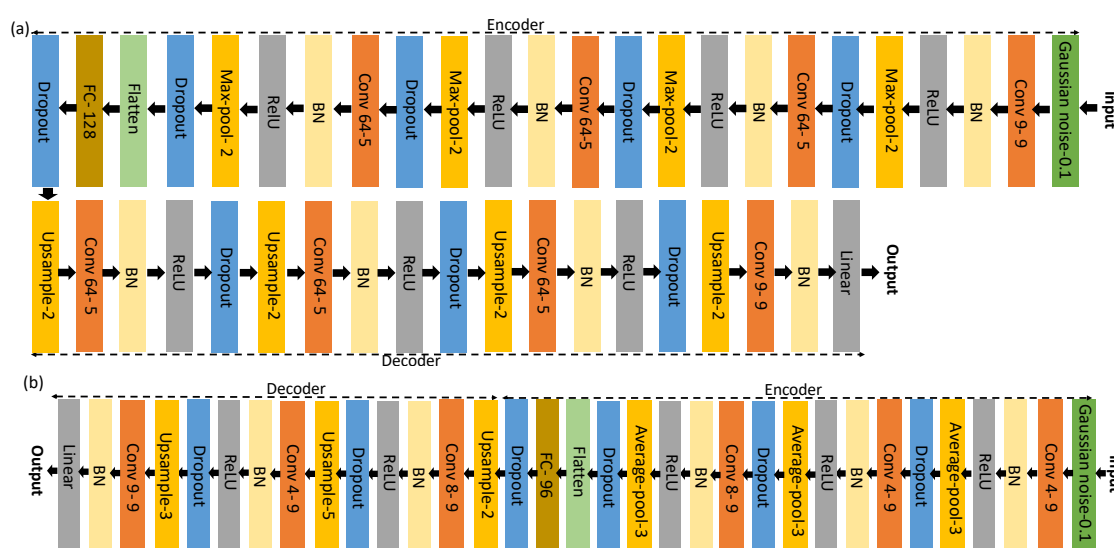 (a)
Encoder
Dropout
FC- 128
Flatten
Dropout
Max-pool- 2
RelU
BN
Conv 64-5
Dropout
Max-pool-2
ReLU
BN
Conv 64-5
Dropout
Max-pool-2
ReLU
BN
Conv 64- 5
Dropout
Max-pool-2
ReLU
BN
Conv 9- 9
Gaussian noise-0.1
Input
Upsample-2
Conv 64- 5
BN
ReLU
Dropout
Upsample-2
Conv 64- 5
BN
ReLU
Dropout
Upsample-2
Conv 64- 5
BN
ReLU
Dropout
Upsample-2
Conv 9- 9
BN
Linear
Output
Decoder
(b)
Decoder
Encoder
Output
Linear
BN
Conv 9- 9
Upsample-3
Dropout
ReLU
BN
Conv 4- 9
Upsample-5
Dropout
ReLU
BN
Conv 8- 9
Upsample-2
Dropout
FC- 96
Flatten
Dropout
Average-pool-3
ReLU
BN
Conv 8- 9
Dropout
Average-pool-3
ReLU
BN
Conv 4- 9
Dropout
Average-pool-3
ReLU
BN
Conv 4- 9
Gaussian noise-0.1
Input